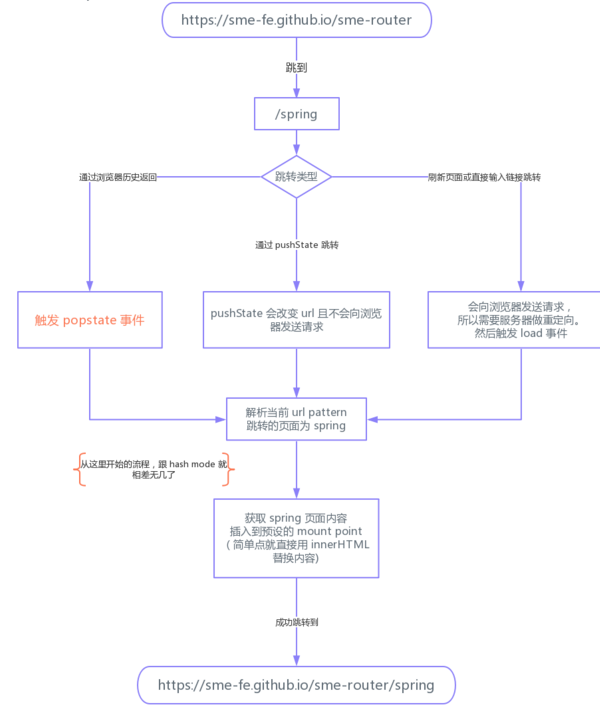 https://sme-fe.github.io/sme-router
跳到
/spring
跳转类型
通过浏览器历史返回
刷新页面或直接输入链接跳转
通过 pushState 跳转
触发 popstate 事件
pushState 会改变 url 且不会向浏览
器发送请求
会向浏览器发送请求，
所以需要服务器做重定向。
然后触发 load 事件
解析当前 url pattern
跳转的页面为 spring
从这里开始的流程，跟 hash mode 就
相差无几了
获取 spring 页面内容
插入到预设的 mount point
( 简单点就直接用 innerHTML
替换内容)
成功跳转到
https://sme-fe.github.io/sme-router/spring